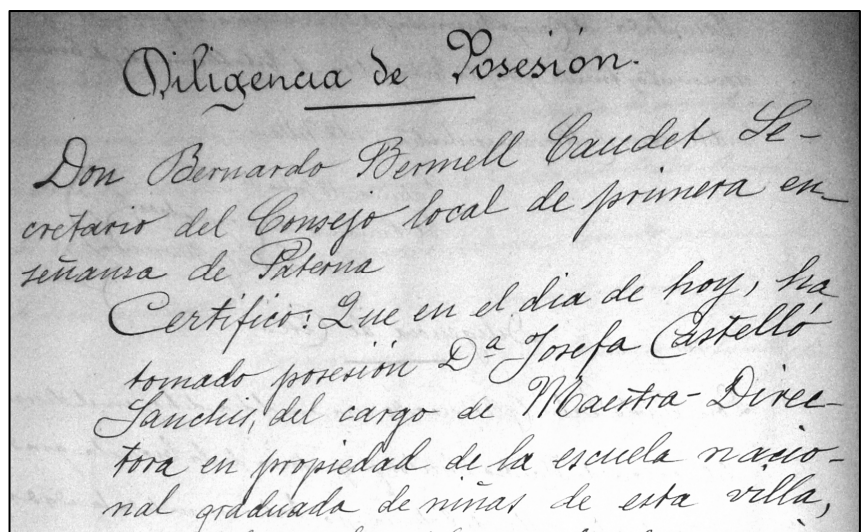 Diligencia de Posesión.
Don Bernardo Bermell Caudet Se-
cretario del Consejo local de primera en-
señanza de Paterna
Certifico: Que en el dia de hoy, ha
tomado posesión Dª Josefa Castelló
Sanchis, del cargo de Maestra-Direc-
tora en propiedad de la escuela nacio-
nal graduada de niñas de esta villa,